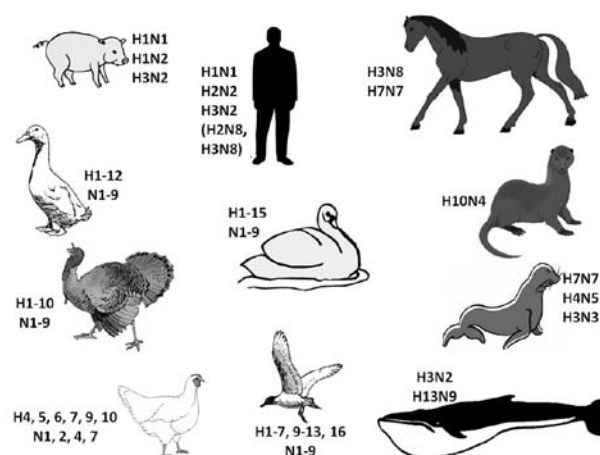 H1N1
H1N2
H3N2
H1N1
H2N2
H3N2
(H2N8,
H3N8)
H3N8
H7N7
H1-12
N1-9
H1-15
N1-9
H10N4
H1-10
N1-9
H7N7
H4N5
H3N3
H4, 5, 6, 7, 9, 10
N1, 2, 4, 7
H1-7, 9-13, 16
N1-9
H3N2
H13N9